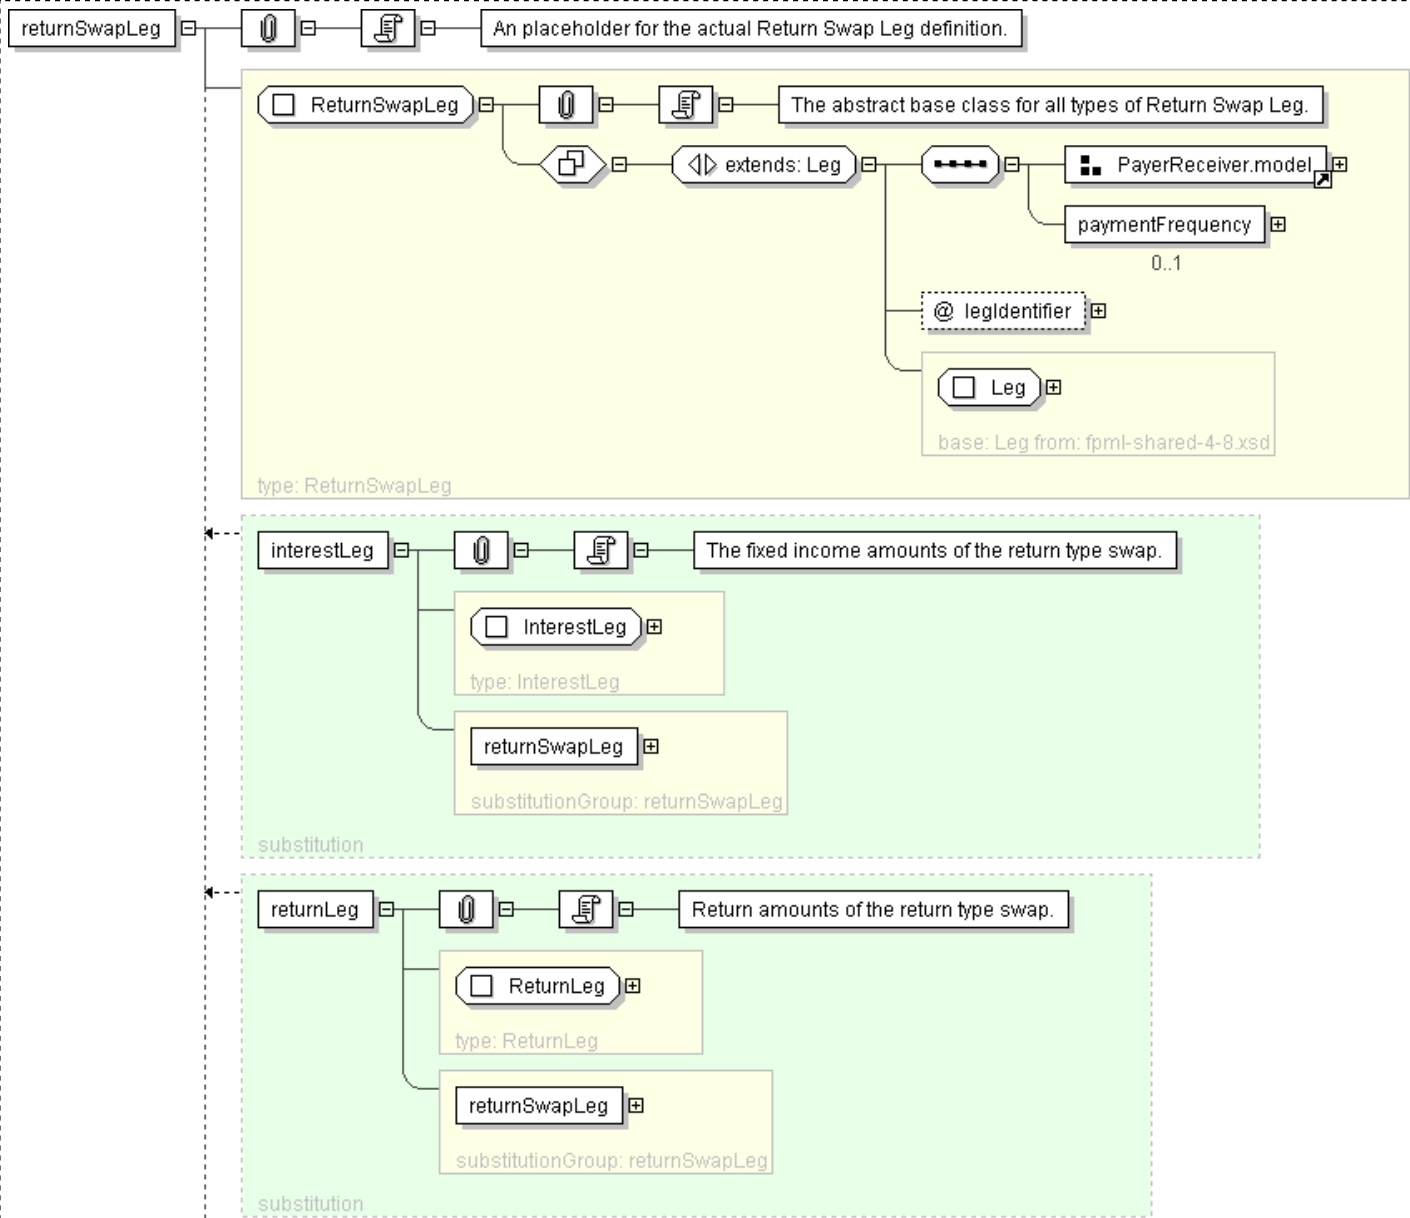 returnSwapLeg
An placeholder for the actual Return Swap Leg definition.
ReturnSwapLeg
The abstract base class for all types of Return Swap Leg.
extends: Leg
PayerReceiver.model
paymentFrequency
0..1
@ legIdentifier
Leg
base: Leg from: fpml-shared-4-8.xsd
type: ReturnSwapLeg
interestLeg
The fixed income amounts of the return type swap.
InterestLeg
type: InterestLeg
returnSwapLeg
substitutionGroup: returnSwapLeg
substitution
returnLeg
Return amounts of the return type swap.
ReturnLeg
type: ReturnLeg
returnSwapLeg
substitutionGroup: returnSwapLeg
substitution